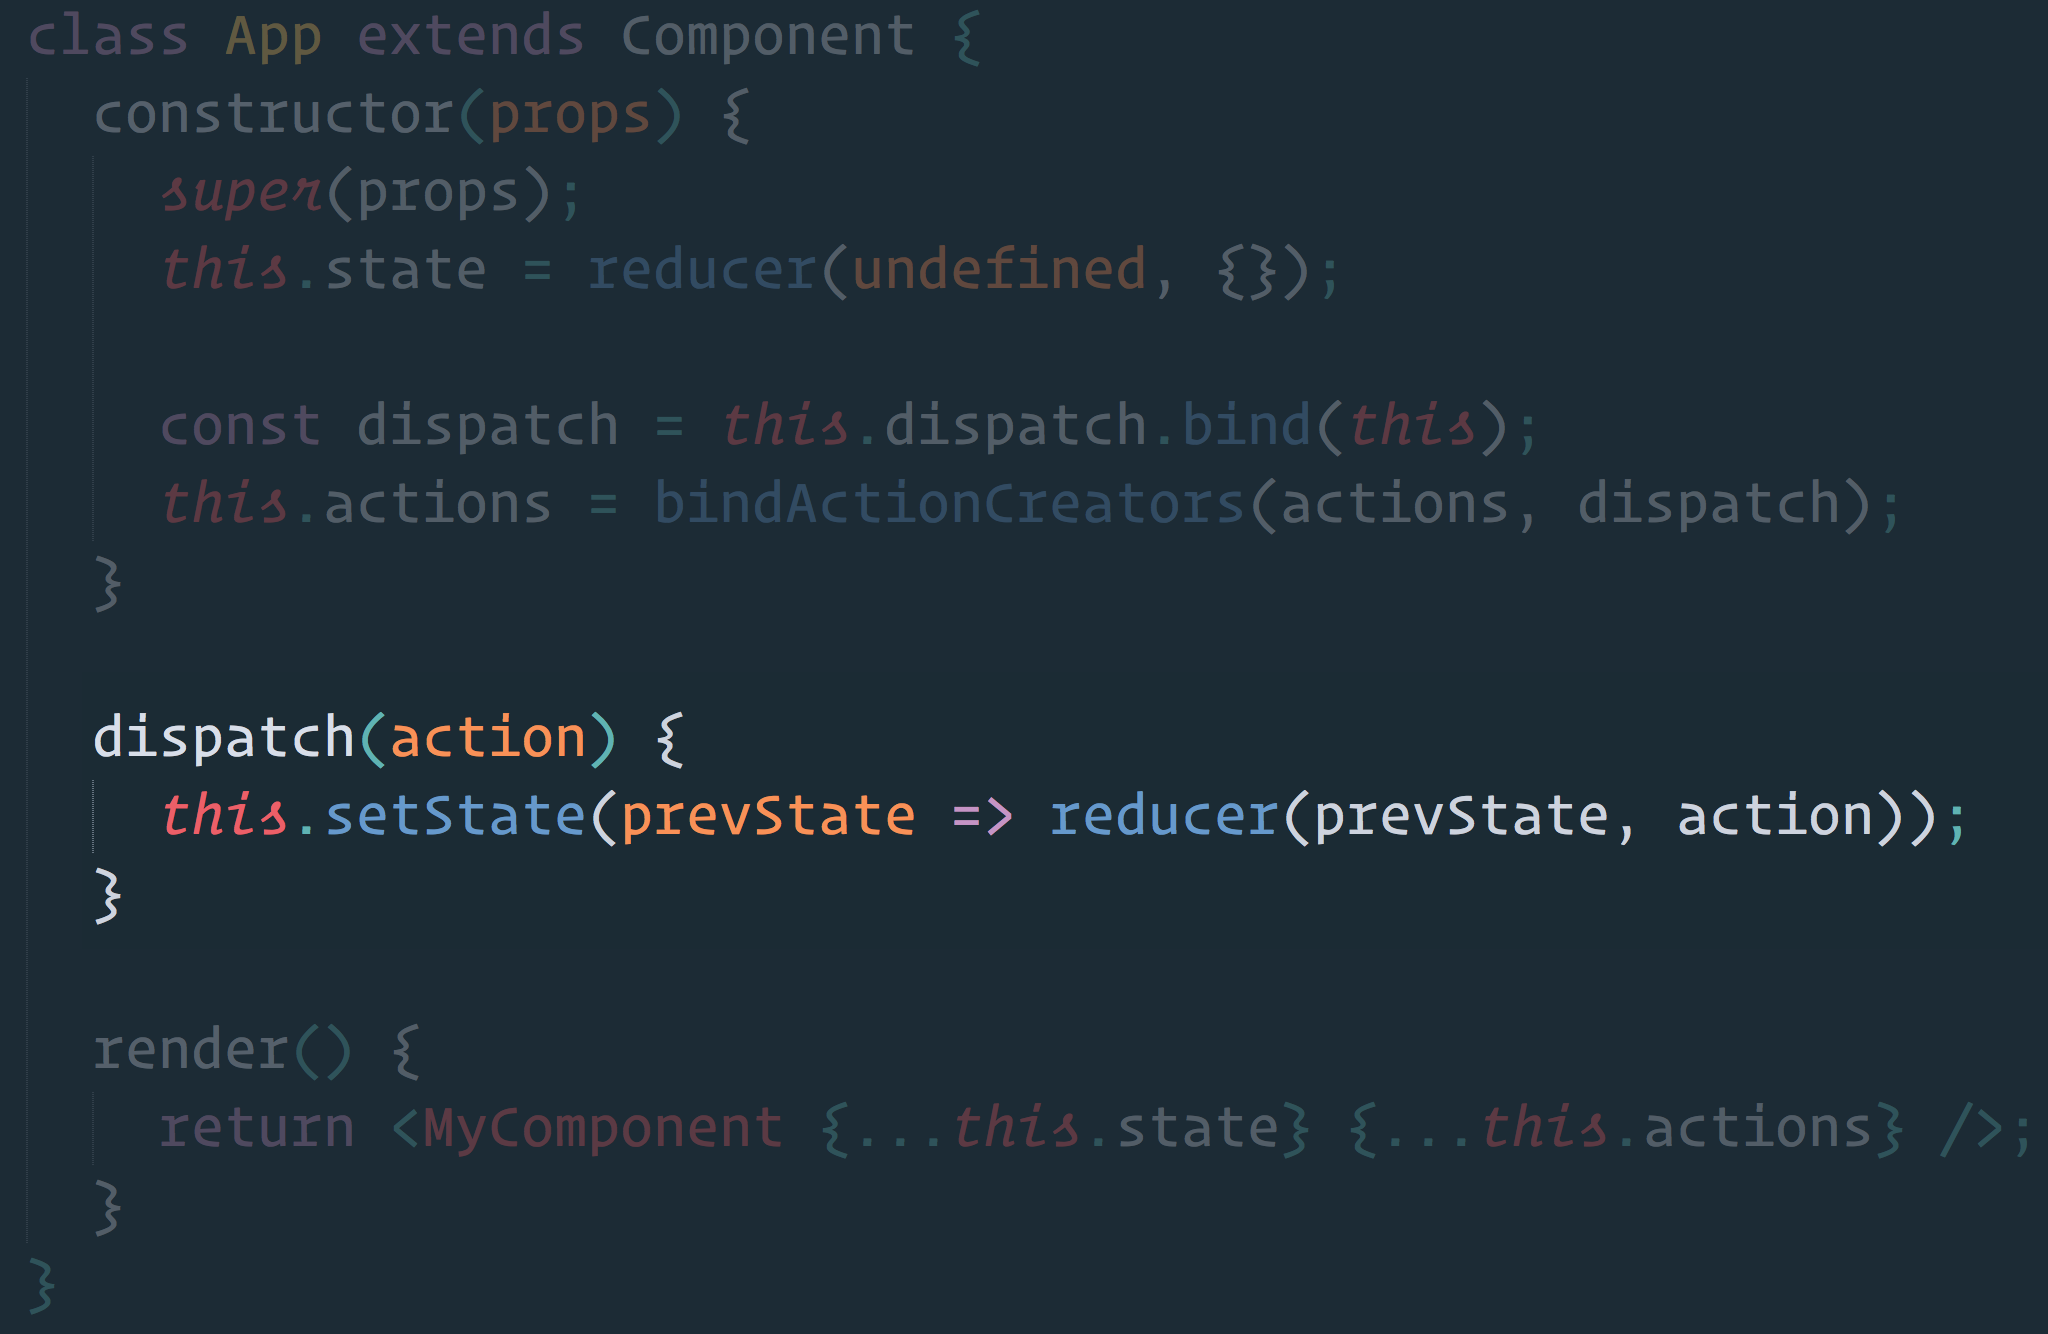 class App extends Component {
constructor(props) {
super(props);
this.state = reducer(undefined, {});
const dispatch = this.dispatch.bind(this);
this.actions = bindActionCreators(actions, dispatch);
}
dispatch(action) {
this.setState(prevState => reducer(prevState, action));
}
render() {
return <MyComponent {...this.state} {...this.actions} />;
}
}